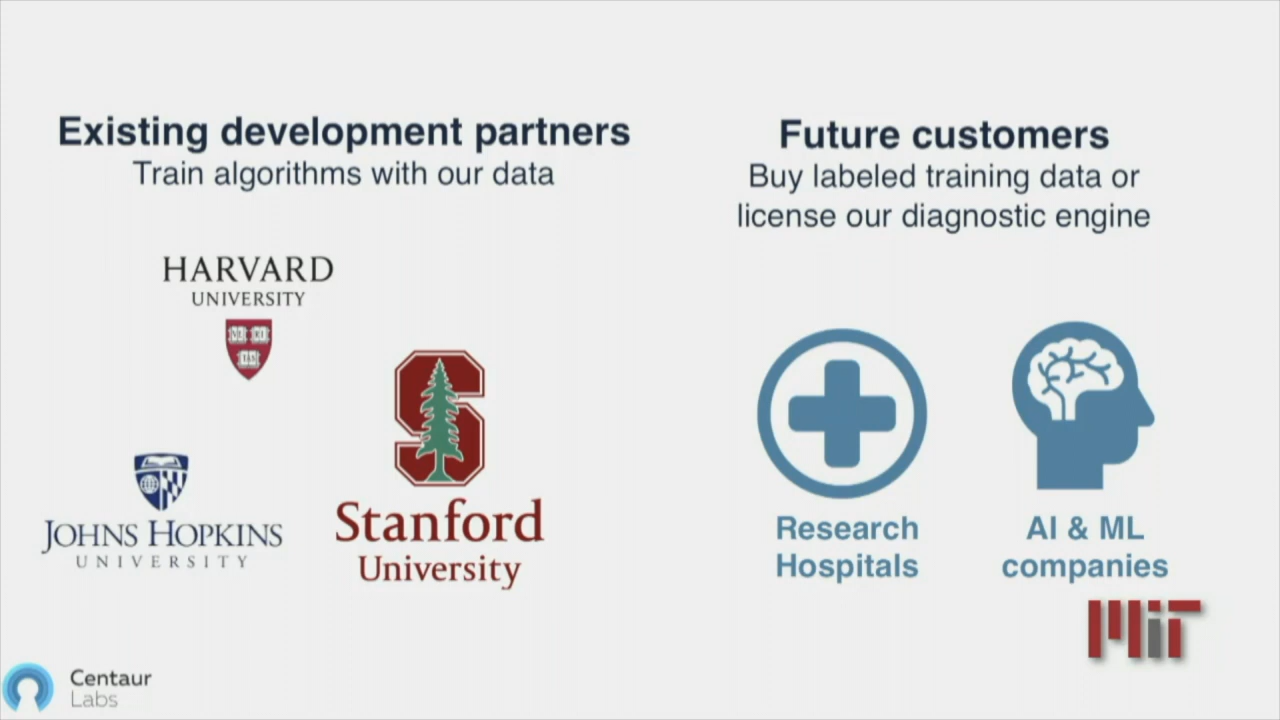 Existing development partners
Train algorithms with our data
HARVARD
UNIVERSITY
JOHNS HOPKINS
UNIVERSITY
Stanford
University
Future customers
Buy labeled training data or
license our diagnostic engine
Research
Hospitals
AI & ML
companies
MIT
Centaur
Labs